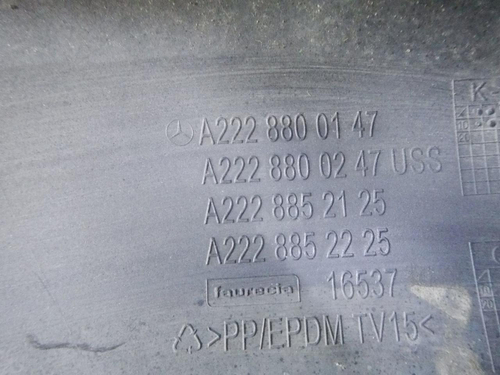 A222 880 01 47
A222 880 02 47 USS
A222 885 21 25
A222 885 22 25
faurecia 16537
>PP/EPDM TV15<
K